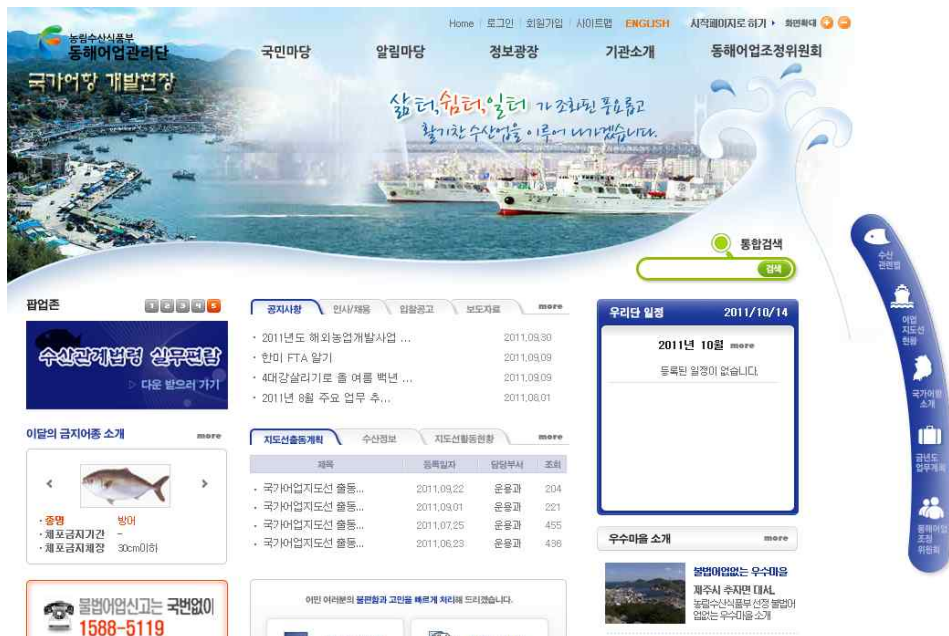 Home 로그인 회원가입 사이트맵 ENGLISH 시작페이지로 하기 화면확대
농림수산식품부
동해어업관리단
국민마당 알림마당 정보광장 기관소개 동해어업조정위원회
국가어항 개발현장
삶터,쉼터,일터 가 조화된 풍요롭고
활기찬 수산업을 이루어 나가겠습니다.
통합검색
검색
수산
관련법
어업
지도선
현황
국가어항
소개
금년도
업무계획
동해어업
조정
위원회
팝업존 1 2 3 4 5
수산관계법령 실무편람
▷ 다운 받으러 가기
공지사항 인사/채용 입찰공고 보도자료 more
· 2011년도 해외농업개발사업 ... 2011,09,30
· 한미 FTA 알기 2011,09,09
· 4대강살리기로 올 여름 백년 ... 2011,09,09
· 2011년 8월 주요 업무 추... 2011,08,01
우리단 일정 2011/10/14
2011년 10월 more
등록된 일정이 없습니다.
이달의 금지어종 소개 more
· 종명 방어
· 체포금지기간 -
· 체포금지체장 30cm이하
지도선출동계획 수산정보 지도선활동현황 more
제목 등록일자 담당부서 조회
· 국가어업지도선 출동... 2011,09,22 운용과 204
· 국가어업지도선 출동... 2011,09,01 운용과 221
· 국가어업지도선 출동... 2011,07,25 운용과 455
· 국가어업지도선 출동... 2011,06,23 운용과 436
우수마을 소개 more
불법어업없는 우수마을
제주시 추자면 대서,
농림수산식품부 선정 불법어
업없는 우수마을 소개
불법어업신고는 국번없이
1588-5119
어민 여러분의 불편함과 고민을 빠르게 처리해 드리겠습니다.